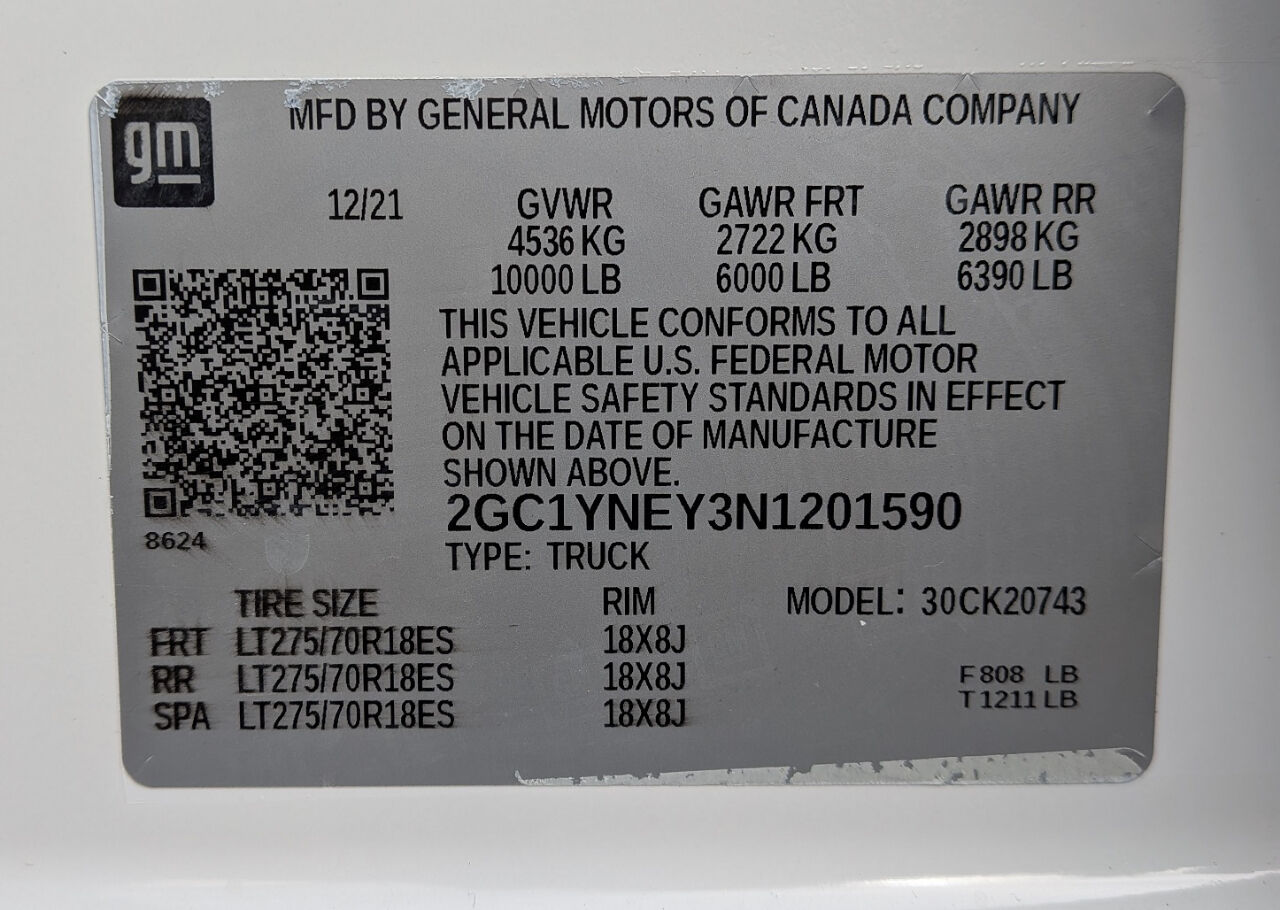 gm
MFD BY GENERAL MOTORS OF CANADA COMPANY
12/21 GVWR GAWR FRT GAWR RR
4536 KG 2722 KG 2898 KG
10000 LB 6000 LB 6390 LB
THIS VEHICLE CONFORMS TO ALL
APPLICABLE U.S. FEDERAL MOTOR
VEHICLE SAFETY STANDARDS IN EFFECT
ON THE DATE OF MANUFACTURE
SHOWN ABOVE.
2GC1YNEY3N1201590
8624
TYPE: TRUCK
TIRE SIZE RIM MODEL: 30CK20743
FRT LT275/70R18ES 18X8J
RR LT275/70R18ES 18X8J
SPA LT275/70R18ES 18X8J
F 808 LB
T 1211 LB